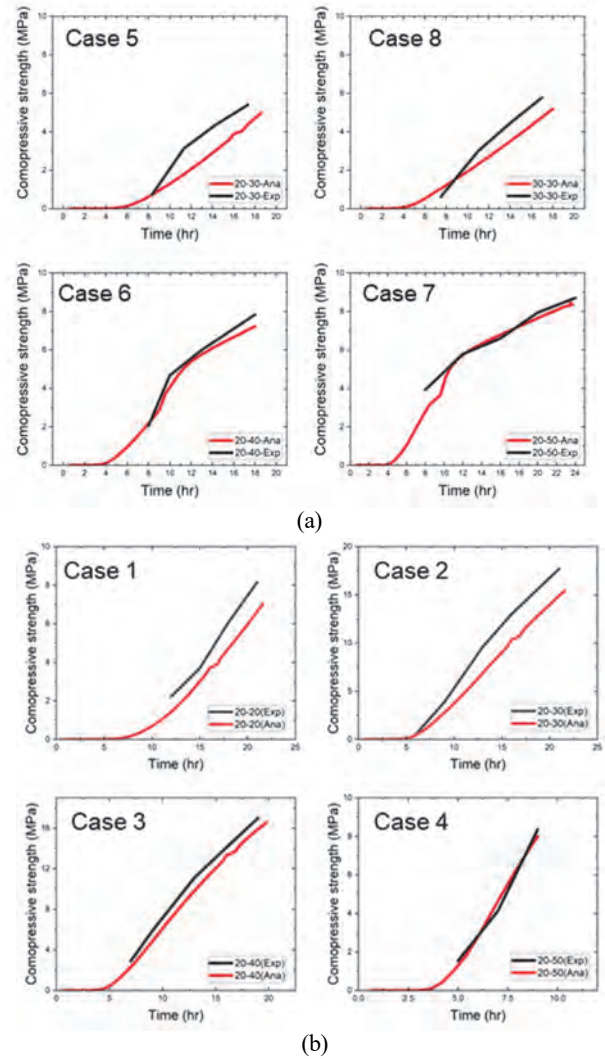 Case 5
Comopressive strength (MPa)
10
8
6
4
2
0
20-30-Ana
20-30-Exp
0 2 4 6 8 10 12 14 16 18 20
Time (hr)
Case 8
Comopressive strength (MPa)
10
8
6
4
2
0
30-30-Ana
30-30-Exp
0 2 4 6 8 10 12 14 16 18 20
Time (hr)
Case 6
Comopressive strength (MPa)
10
8
6
4
2
0
20-40-Ana
20-40-Exp
0 2 4 6 8 10 12 14 16 18 20
Time (hr)
Case 7
Comopressive strength (MPa)
10
8
6
4
2
0
20-50-Ana
20-50-Exp
0 2 4 6 8 10 12 14 16 18 20 22 24
Time (hr)
(a)
Case 1
Comopressive strength (MPa)
10
8
6
4
2
0
20-20(Exp)
20-20(Ana)
0 5 10 15 20 25
Time (hr)
Case 2
Comopressive strength (MPa)
20
15
10
5
0
20-30(Exp)
20-30(Ana)
0 5 10 15 20 25
Time (hr)
Case 3
Comopressive strength (MPa)
16
12
8
4
0
20-40(Exp)
20-40(Ana)
0 5 10 15 20
Time (hr)
Case 4
Comopressive strength (MPa)
10
8
6
4
2
0
20-50(Exp)
20-50(Ana)
0.0 2.5 5.0 7.5 10.0
Time (hr)
(b)